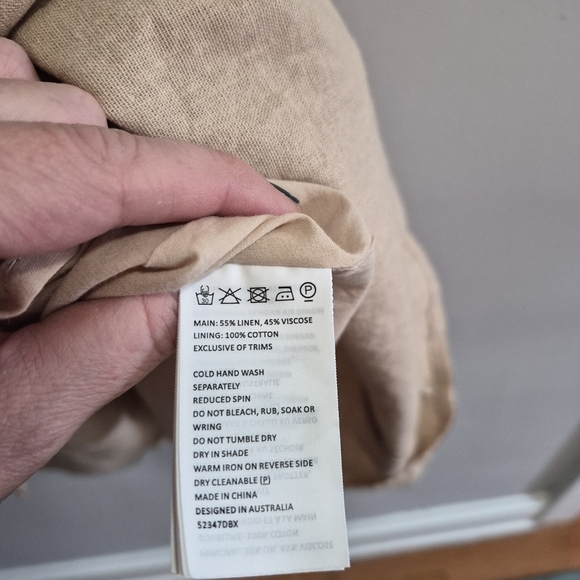 30
MAIN: 55% LINEN, 45% VISCOSE
LINING: 100% COTTON
EXCLUSIVE OF TRIMS
COLD HAND WASH
SEPARATELY
REDUCED SPIN
DO NOT BLEACH, RUB, SOAK OR
WRING
DO NOT TUMBLE DRY
DRY IN SHADE
WARM IRON ON REVERSE SIDE
DRY CLEANABLE Ⓟ
MADE IN CHINA
DESIGNED IN AUSTRALIA
52347DBX